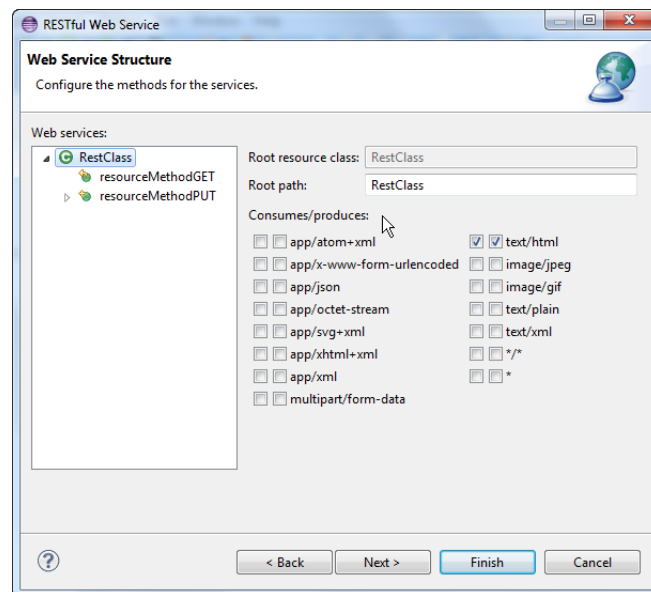 RESTful Web Service
Web Service Structure
Configure the methods for the services.
Web services:
RestClass
resourceMethodGET
resourceMethodPUT
Root resource class: RestClass
Root path: RestClass
Consumes/produces:
app/atom+xml text/html
app/x-www-form-urlencoded image/jpeg
app/json image/gif
app/octet-stream text/plain
app/svg+xml text/xml
app/xhtml+xml */*
app/xml *
multipart/form-data
< Back Next > Finish Cancel